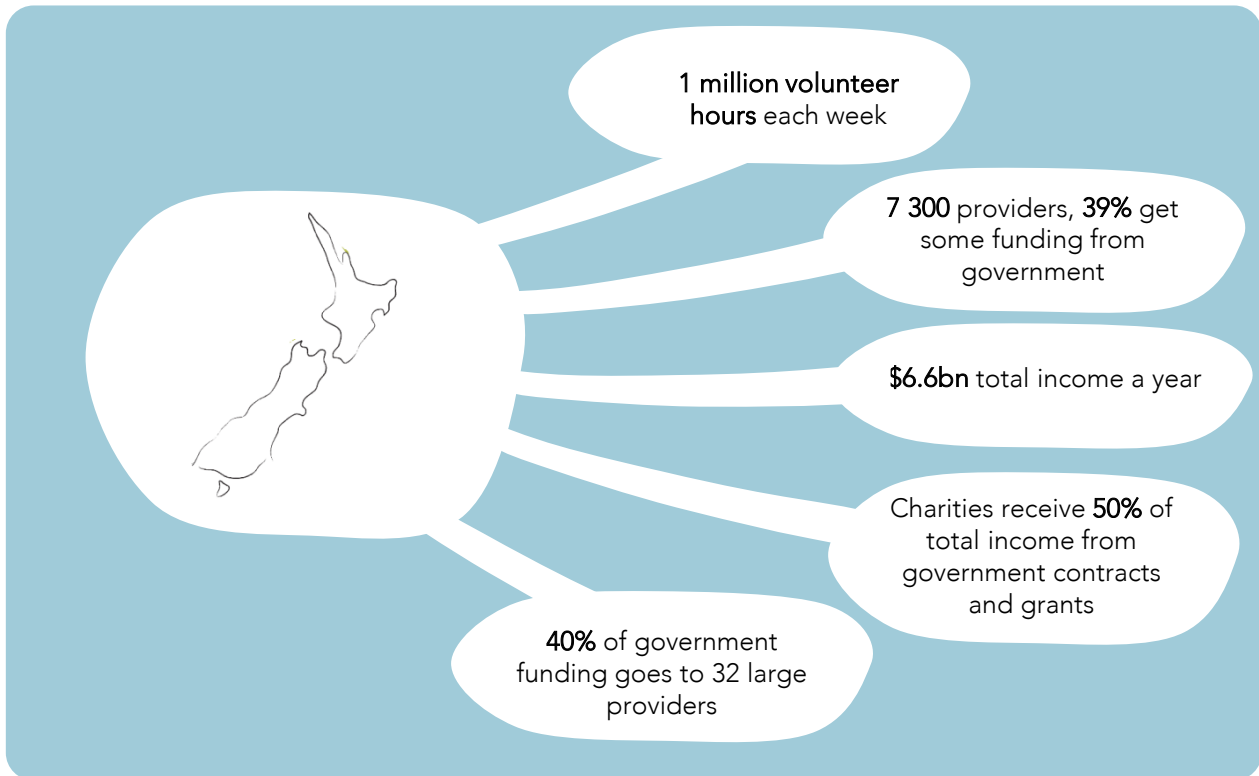 1 million volunteer
hours each week
7 300 providers, 39% get
some funding from
government
$6.6bn total income a year
Charities receive 50% of
total income from
government contracts
and grants
40% of government
funding goes to 32 large
providers